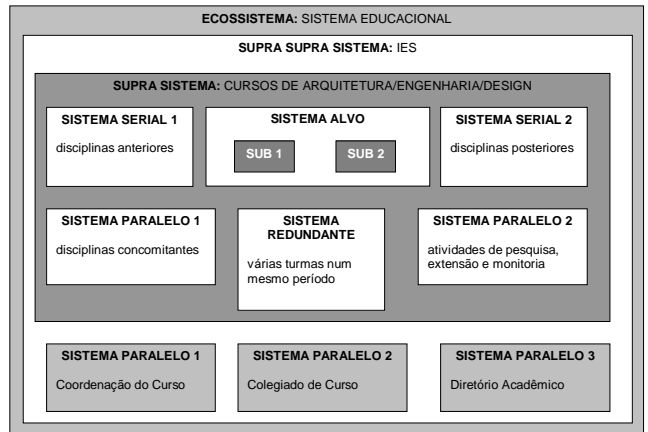 ECOSSISTEMA: SISTEMA EDUCACIONAL
SUPRA SUPRA SISTEMA: IES
SUPRA SISTEMA: CURSOS DE ARQUITETURA/ENGENHARIA/DESIGN
SISTEMA SERIAL 1
disciplinas anteriores
SISTEMA ALVO
SUB 1
SUB 2
SISTEMA SERIAL 2
disciplinas posteriores
SISTEMA PARALELO 1
disciplinas concomitantes
SISTEMA
REDUNDANTE
várias turmas num
mesmo período
SISTEMA PARALELO 2
atividades de pesquisa,
extensão e monitoria
SISTEMA PARALELO 1
Coordenação do Curso
SISTEMA PARALELO 2
Colegiado de Curso
SISTEMA PARALELO 3
Diretório Acadêmico